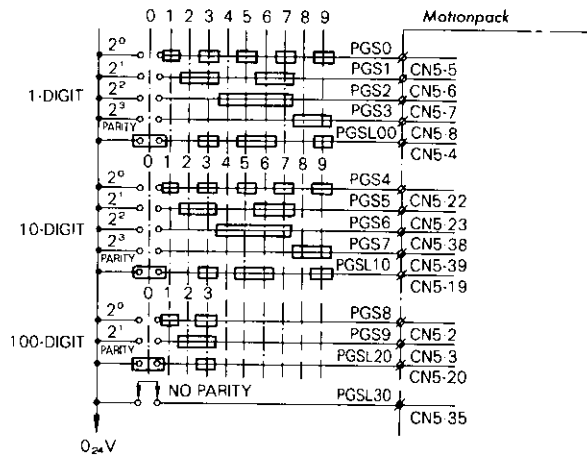 0 1 2 3 4 5 6 7 8 9 Motionpack
2⁰ PGS0
CN5-5
2¹ PGS1
CN5-6
2² PGS2
CN5-7
1-DIGIT
2³ PGS3
CN5-8
PARITY PGSL00
CN5-4
0 1 2 3 4 5 6 7 8 9
2⁰ PGS4
CN5-22
2¹ PGS5
CN5-23
10-DIGIT
2² PGS6
CN5-38
2³ PGS7
CN5-39
PARITY PGSL10
CN5-19
0 1 2 3
2⁰ PGS8
CN5-2
100-DIGIT
2¹ PGS9
CN5-3
PARITY PGSL20
CN5-20
NO PARITY
PGSL30
CN5-35
0₂₄V